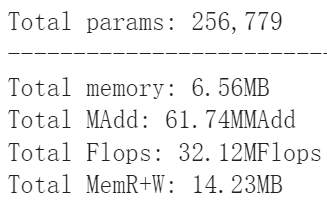 Total params: 256,779
Total memory: 6.56MB
Total MAdd: 61.74MMAdd
Total Flops: 32.12MFlops
Total MemR+W: 14.23MB